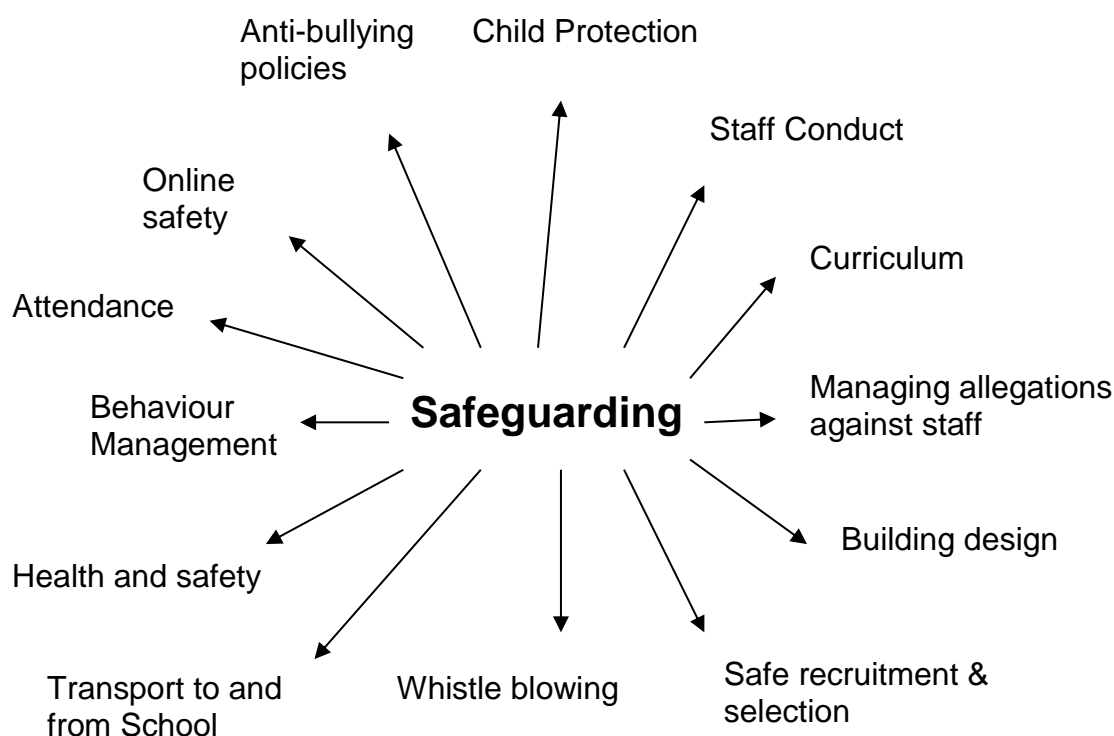 Anti-bullying
policies
Child Protection
Staff Conduct
Online
safety
Curriculum
Attendance
Managing allegations
against staff
Behaviour
Management
Safeguarding
Building design
Health and safety
Safe recruitment &
selection
Transport to and
from School
Whistle blowing